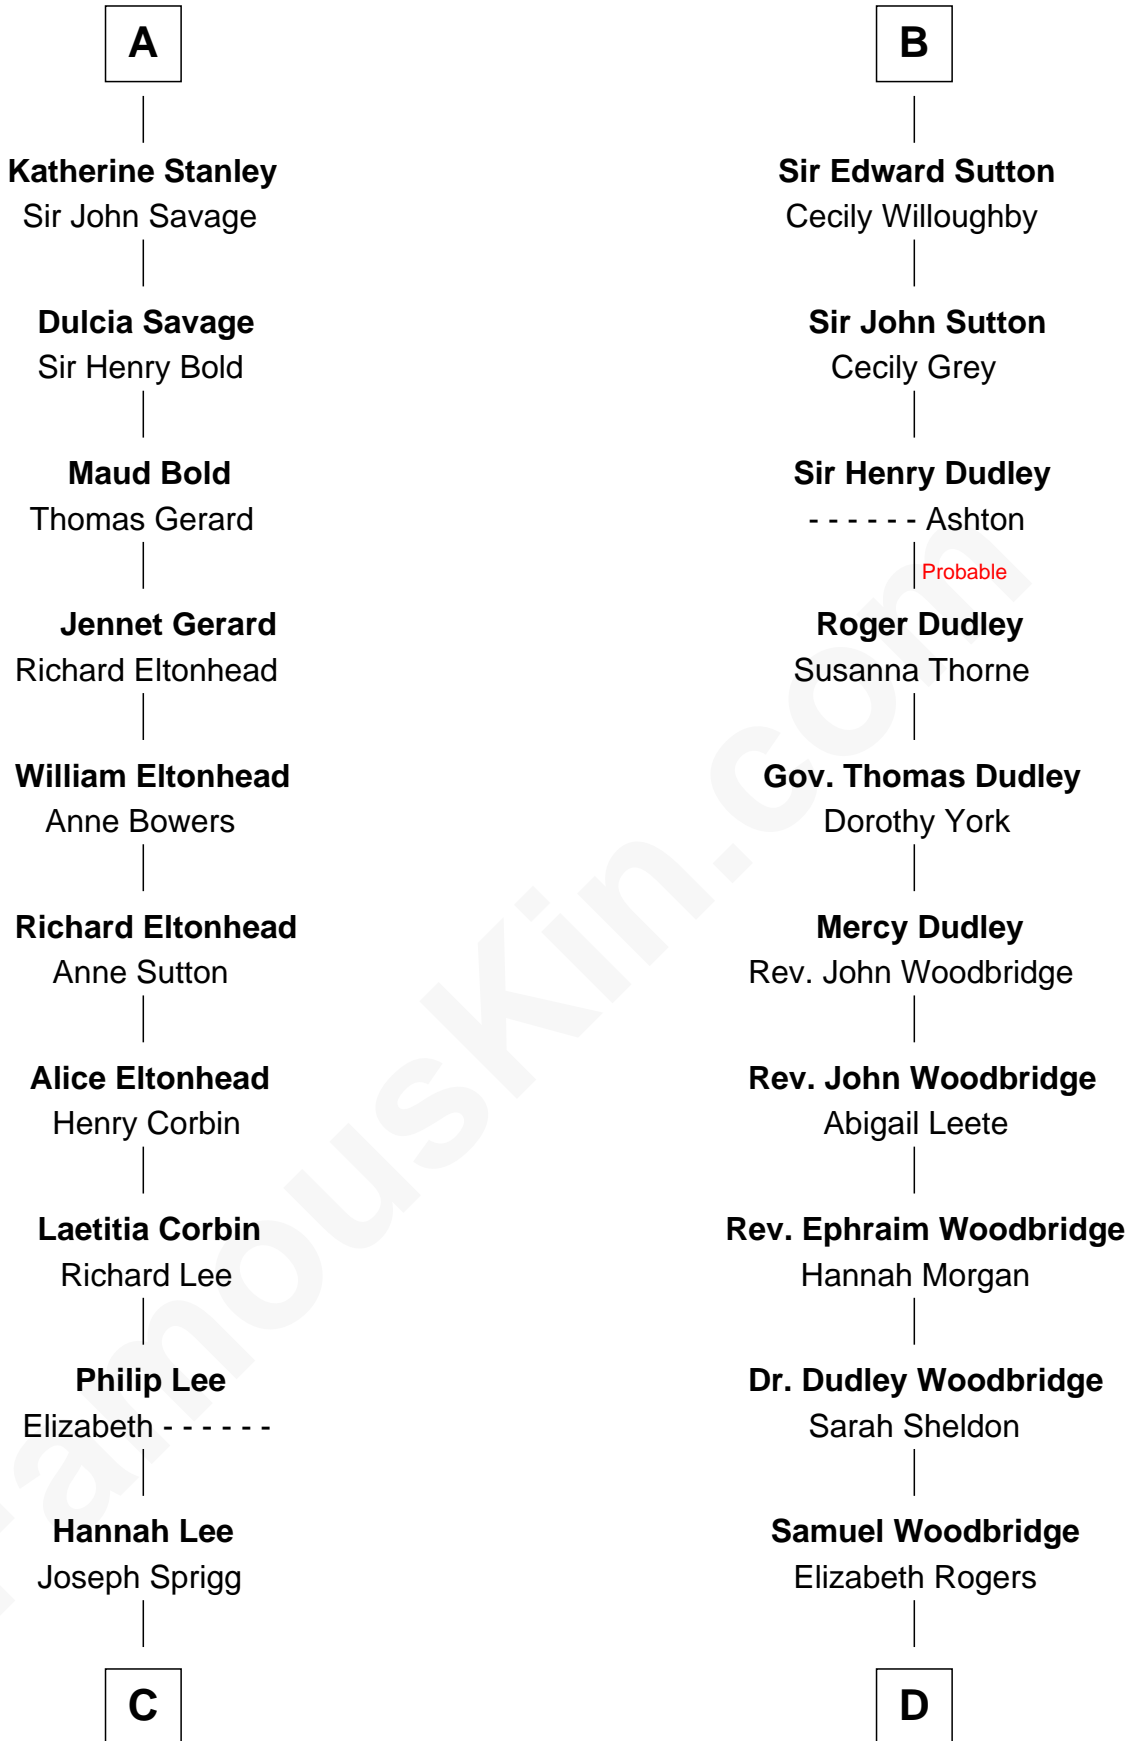 A
Katherine Stanley
Sir John Savage
Dulcia Savage
Sir Henry Bold
Maud Bold
Thomas Gerard
Jennet Gerard
Richard Eltonhead
William Eltonhead
Anne Bowers
Richard Eltonhead
Anne Sutton
Alice Eltonhead
Henry Corbin
Laetitia Corbin
Richard Lee
Philip Lee
Elizabeth - - - - - -
Hannah Lee
Joseph Sprigg
C
B
Sir Edward Sutton
Cecily Willoughby
Sir John Sutton
Cecily Grey
Sir Henry Dudley
- - - - - - Ashton
Probable
Roger Dudley
Susanna Thorne
Gov. Thomas Dudley
Dorothy York
Mercy Dudley
Rev. John Woodbridge
Rev. John Woodbridge
Abigail Leete
Rev. Ephraim Woodbridge
Hannah Morgan
Dr. Dudley Woodbridge
Sarah Sheldon
Samuel Woodbridge
Elizabeth Rogers
D
FamousKin.com